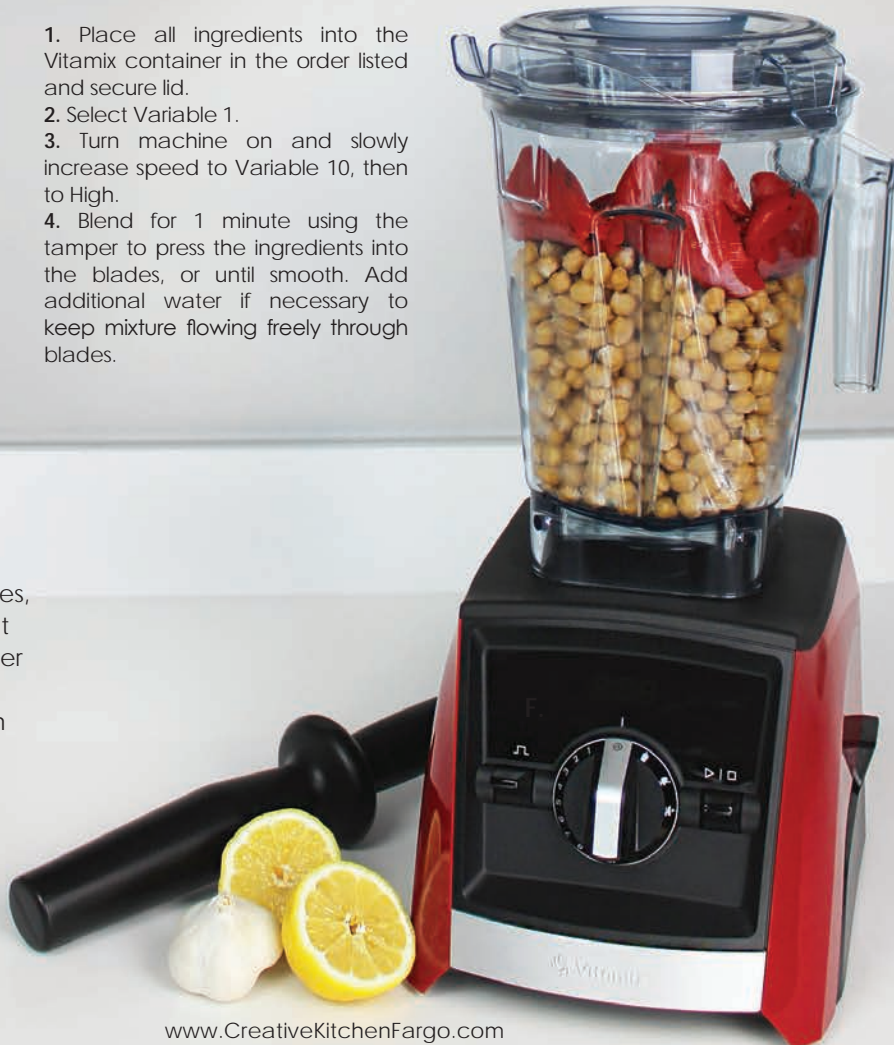 1. Place all ingredients into the
Vitamix container in the order listed
and secure lid.
2. Select Variable 1.
3. Turn machine on and slowly
increase speed to Variable 10, then
to High.
4. Blend for 1 minute using the
tamper to press the ingredients into
the blades, or until smooth. Add
additional water if necessary to
keep mixture flowing freely through
blades.
Vitamix
www.CreativeKitchenFargo.com